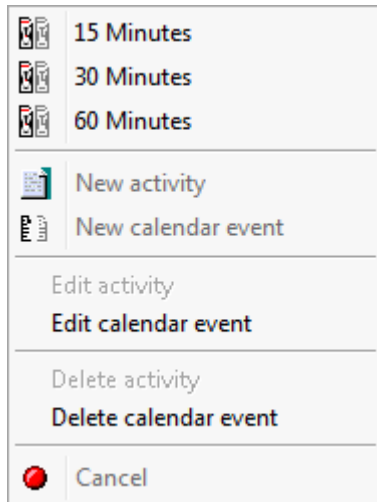 15 Minutes
30 Minutes
60 Minutes
New activity
New calendar event
Edit activity
Edit calendar event
Delete activity
Delete calendar event
Cancel